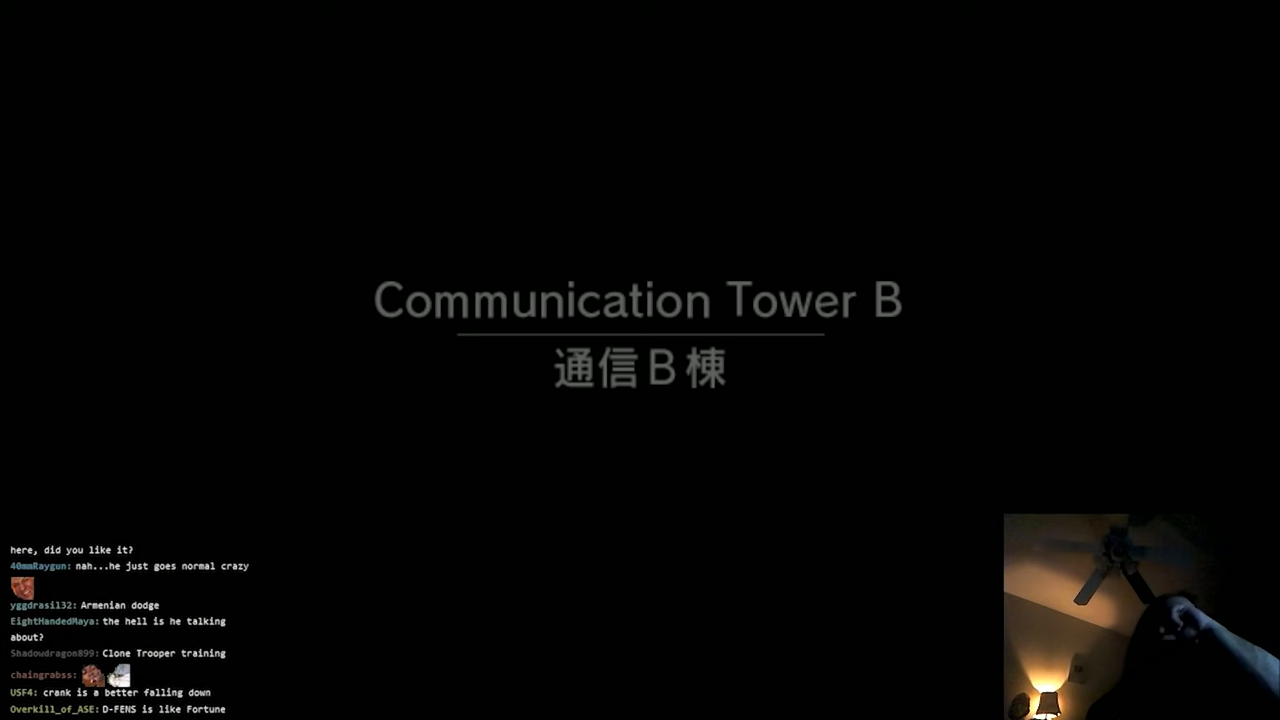 Communication Tower B
通信B棟
here, did you like it?
40mmRaygun: nah...he just goes normal crazy
yggdrasil32: Armenian dodge
EightHandedMaya: the hell is he talking
about?
Shadowdragon899: Clone Trooper training
chaingrabss:
USF4: crank is a better falling down
Overkill_of_ASE: D-FENS is like Fortune